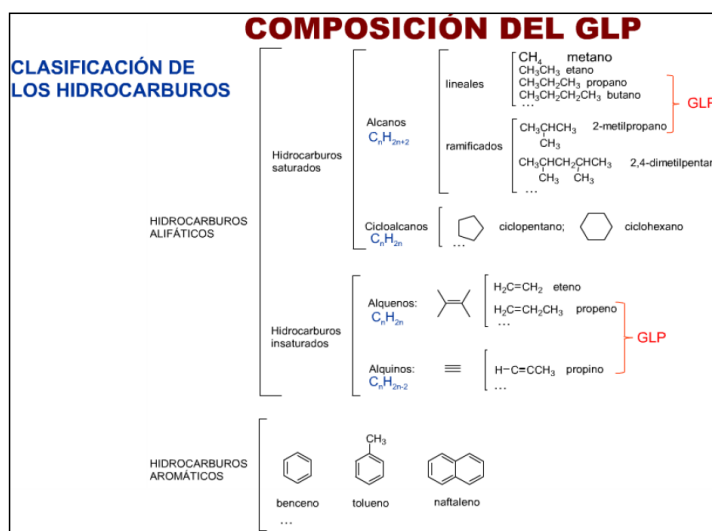 COMPOSICIÓN DEL GLP
CLASIFICACIÓN DE
LOS HIDROCARBUROS
HIDROCARBUROS
ALIFÁTICOS
Hidrocarburos
saturados
Alcanos
CnH2n+2
lineales
CH4 metano
CH3CH3 etano
CH3CH2CH3 propano
CH3CH2CH2CH3 butano
...
GLP
ramificados
CH3CHCH3 2-metilpropano
CH3
CH3CHCH2CHCH3 2,4-dimetilpentan
CH3 CH3
...
Cicloalcanos
CnH2n
ciclopentano; ciclohexano
...
Hidrocarburos
insaturados
Alquenos:
CnH2n
H2C=CH2 eteno
H2C=CH2CH3 propeno
...
GLP
Alquinos:
CnH2n-2
H-C≡CCH3 propino
...
HIDROCARBUROS
AROMÁTICOS
CH3
benceno tolueno naftaleno
...